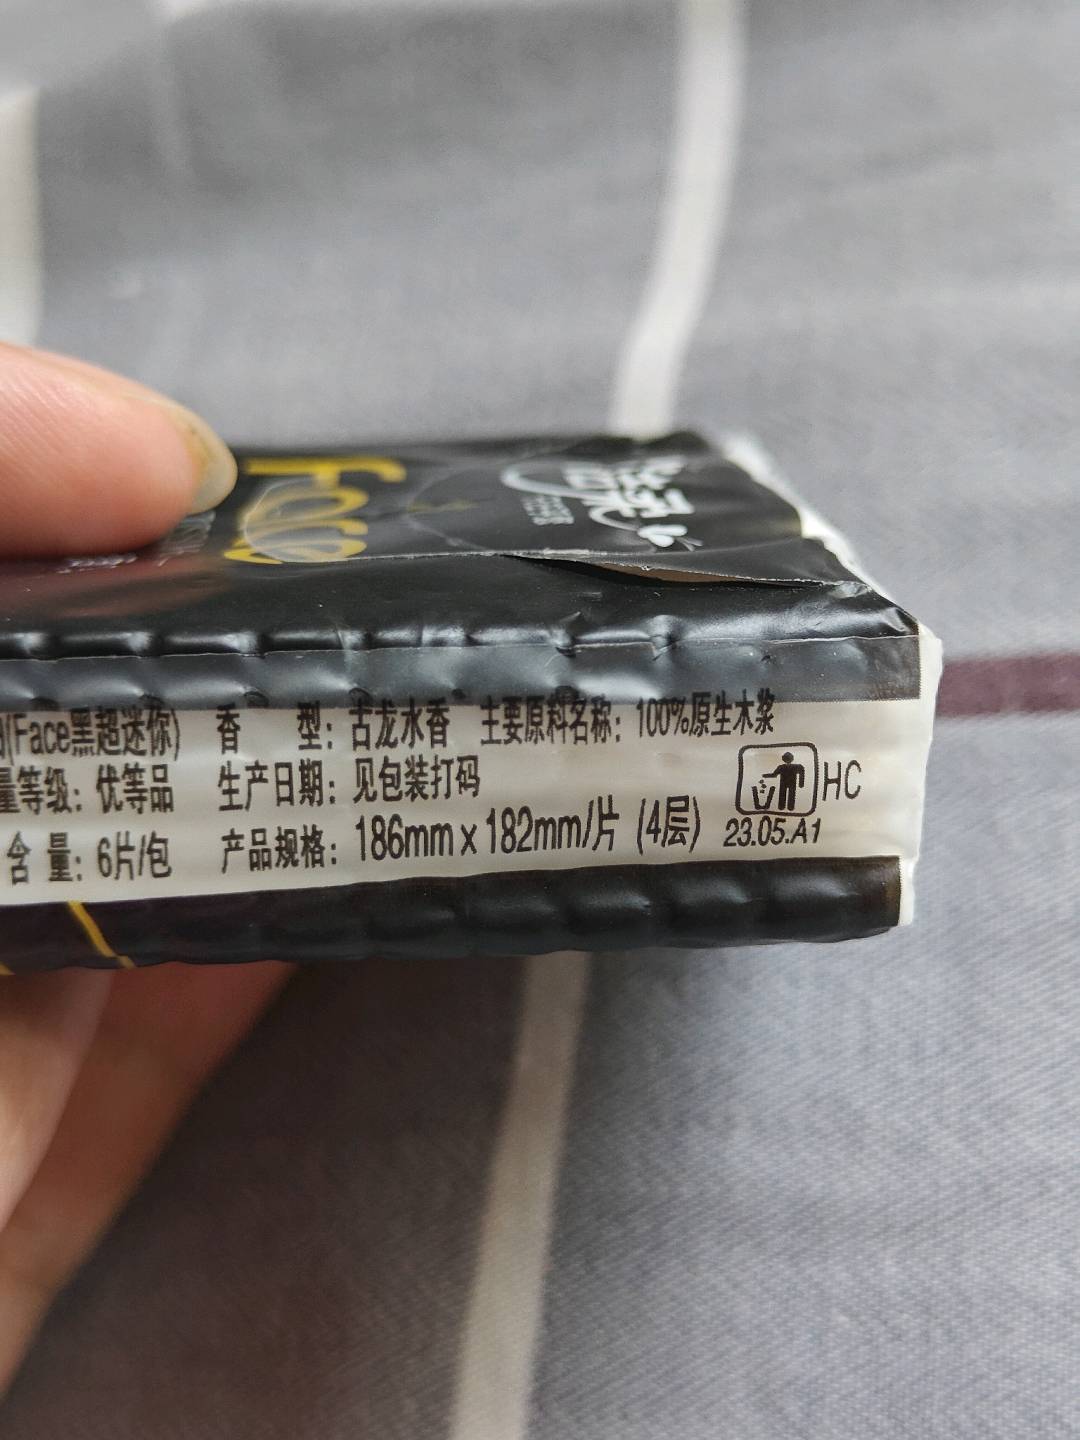 Face
洁柔
(Face黑超迷你) 香 型: 古龙水香 主要原料名称: 100%原生木浆
量等级: 优等品 生产日期: 见包装打码
含量: 6片/包 产品规格: 186mm x 182mm/片 (4层)
HC
23.05.A1